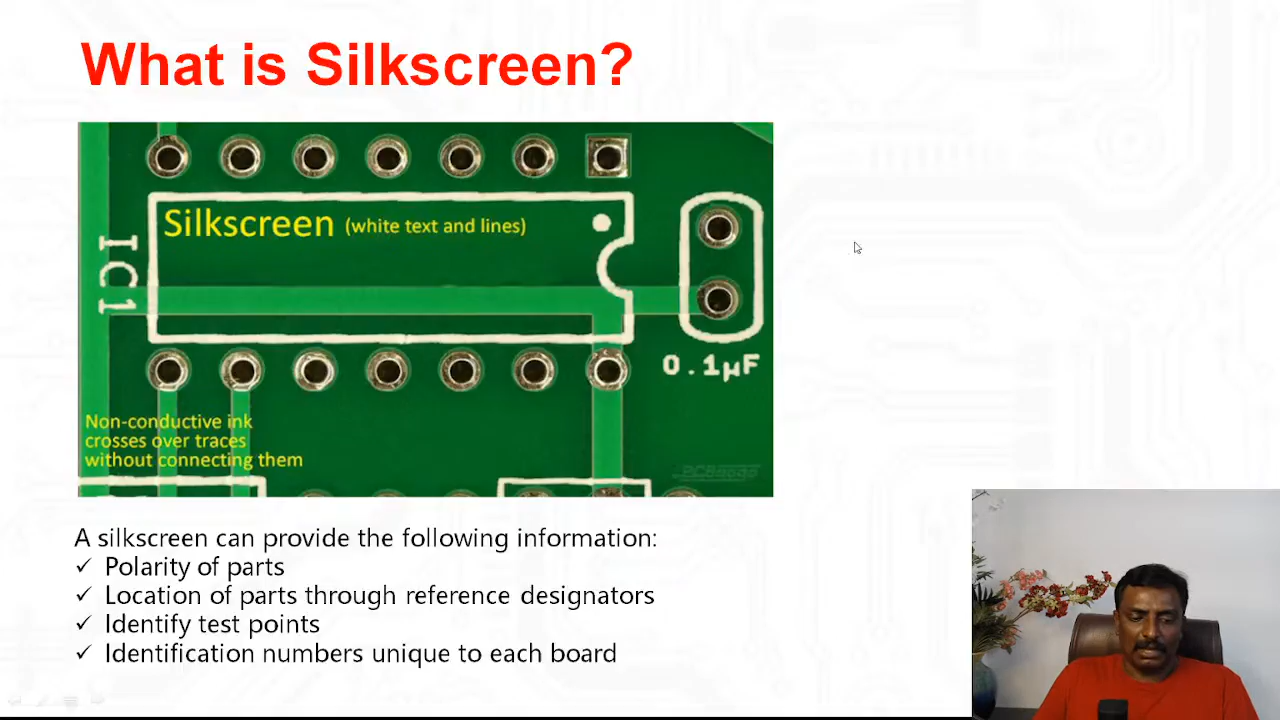 What is Silkscreen?
Silkscreen (white text and lines)
IC1
0.1µF
Non-conductive ink
crosses over traces
without connecting them
A silkscreen can provide the following information:
✓ Polarity of parts
✓ Location of parts through reference designators
✓ Identify test points
✓ Identification numbers unique to each board